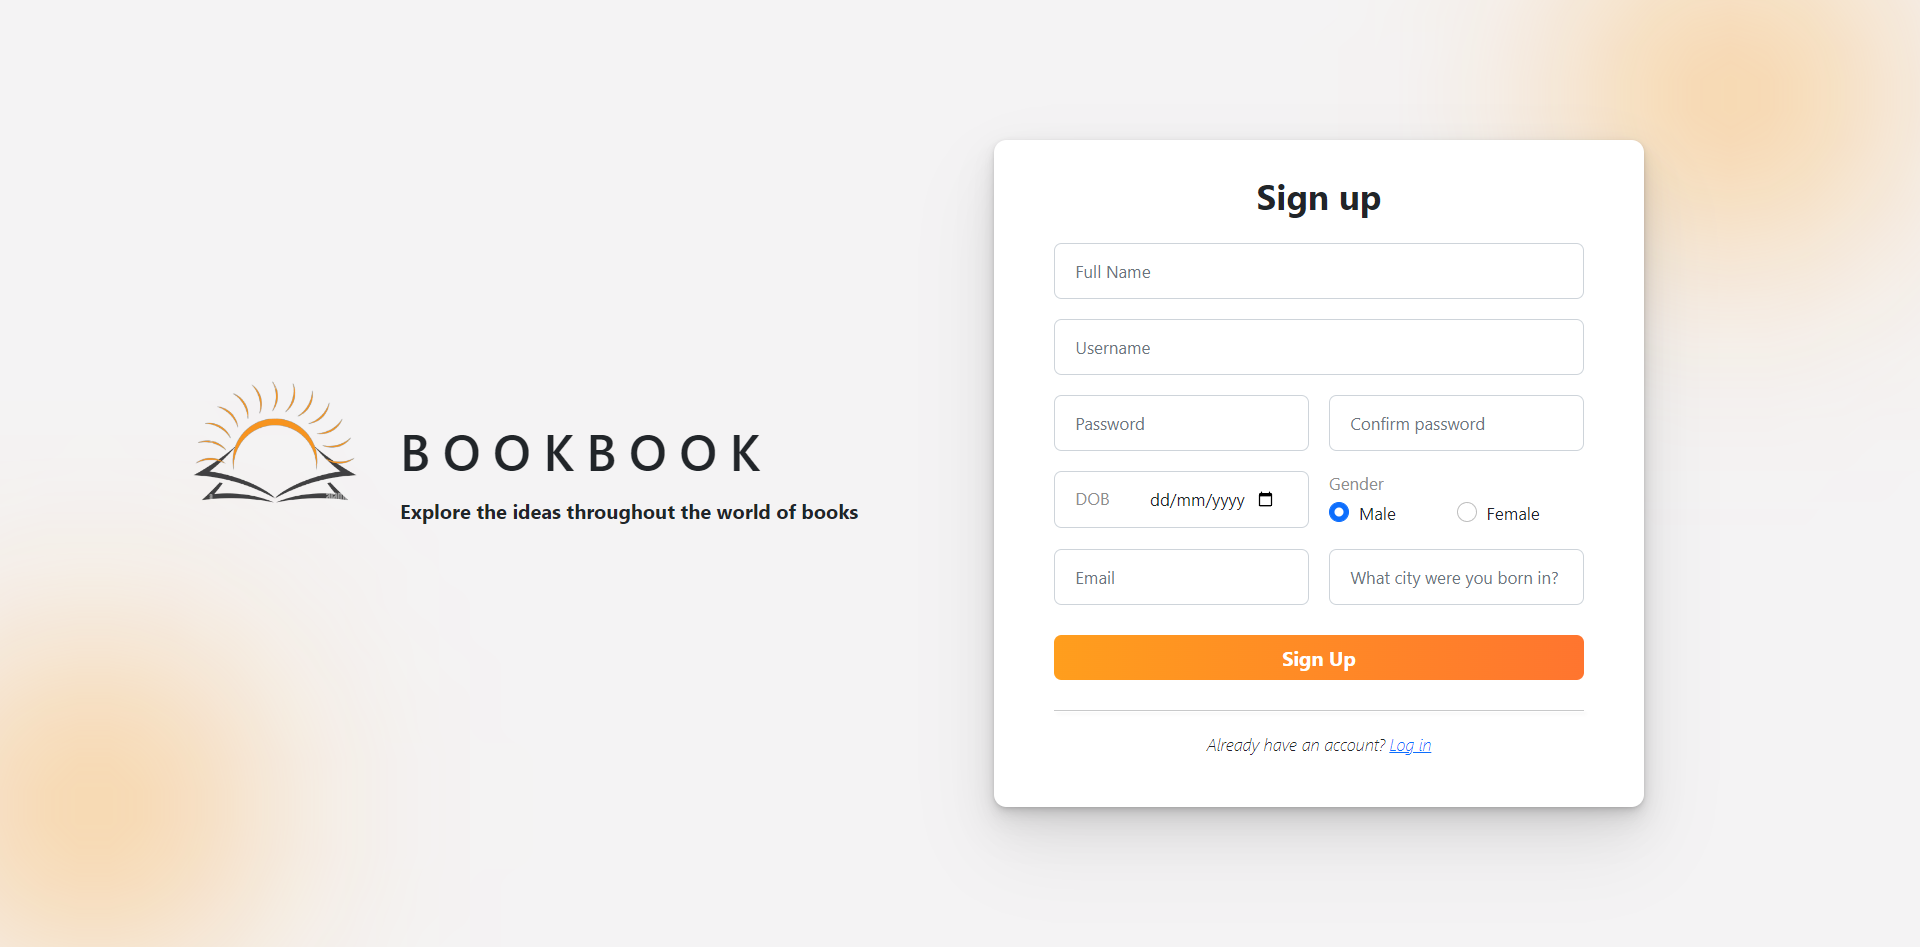 BOOKBOOK
Explore the ideas throughout the world of books
Sign up
Full Name
Username
Password
Confirm password
DOB dd/mm/yyyy
Gender
Male Female
Email
What city were you born in?
Sign Up
Already have an account? Log in